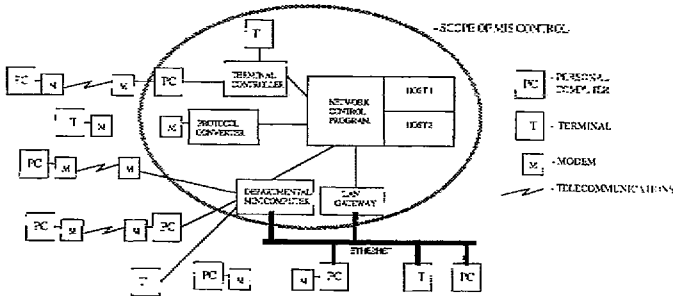 - SCOPE OF MIS CONTROL
T
PC
M
M
PC
TERMINAL
CONTROLLER
NETWORK
CONTROL
PROGRAM
HOST 1
HOST 2
PC
- PERSONAL
COMPUTER
T
M
M
PROTOCOL
CONVERTER
T
- TERMINAL
PC
M
M
M
- MODEM
DEPARTMENTAL
MINICOMPUTER
LAN
GATEWAY
- TELECOMMUNICATIONS
PC
M
M
PC
ETHERNET
T
PC
M
M
PC
T
PC